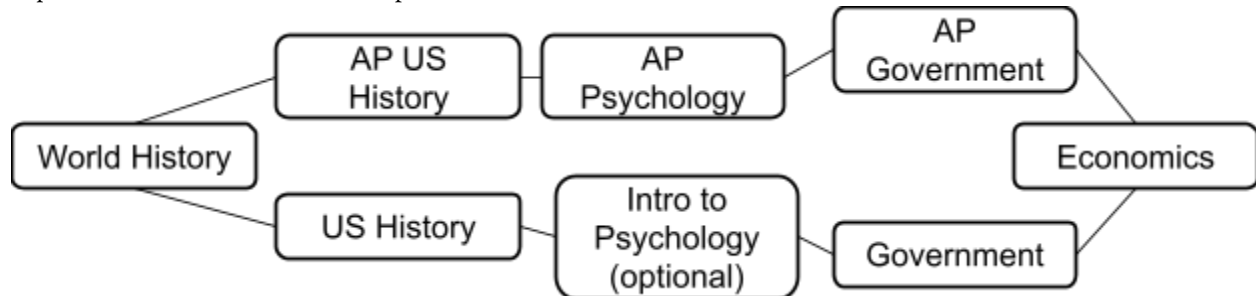 AP US
History
AP
Psychology
AP
Government
World History
Economics
US History
Intro to
Psychology
(optional)
Government